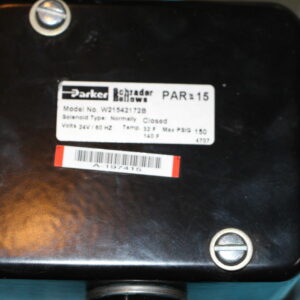 Parker Schrader Bellows PAR 15
Model No. W21542172B
Solenoid Type: Normally Closed
Volts 24V / 60 HZ Temp. 32 F Max PSIG 150
140 F 4707
A 197415